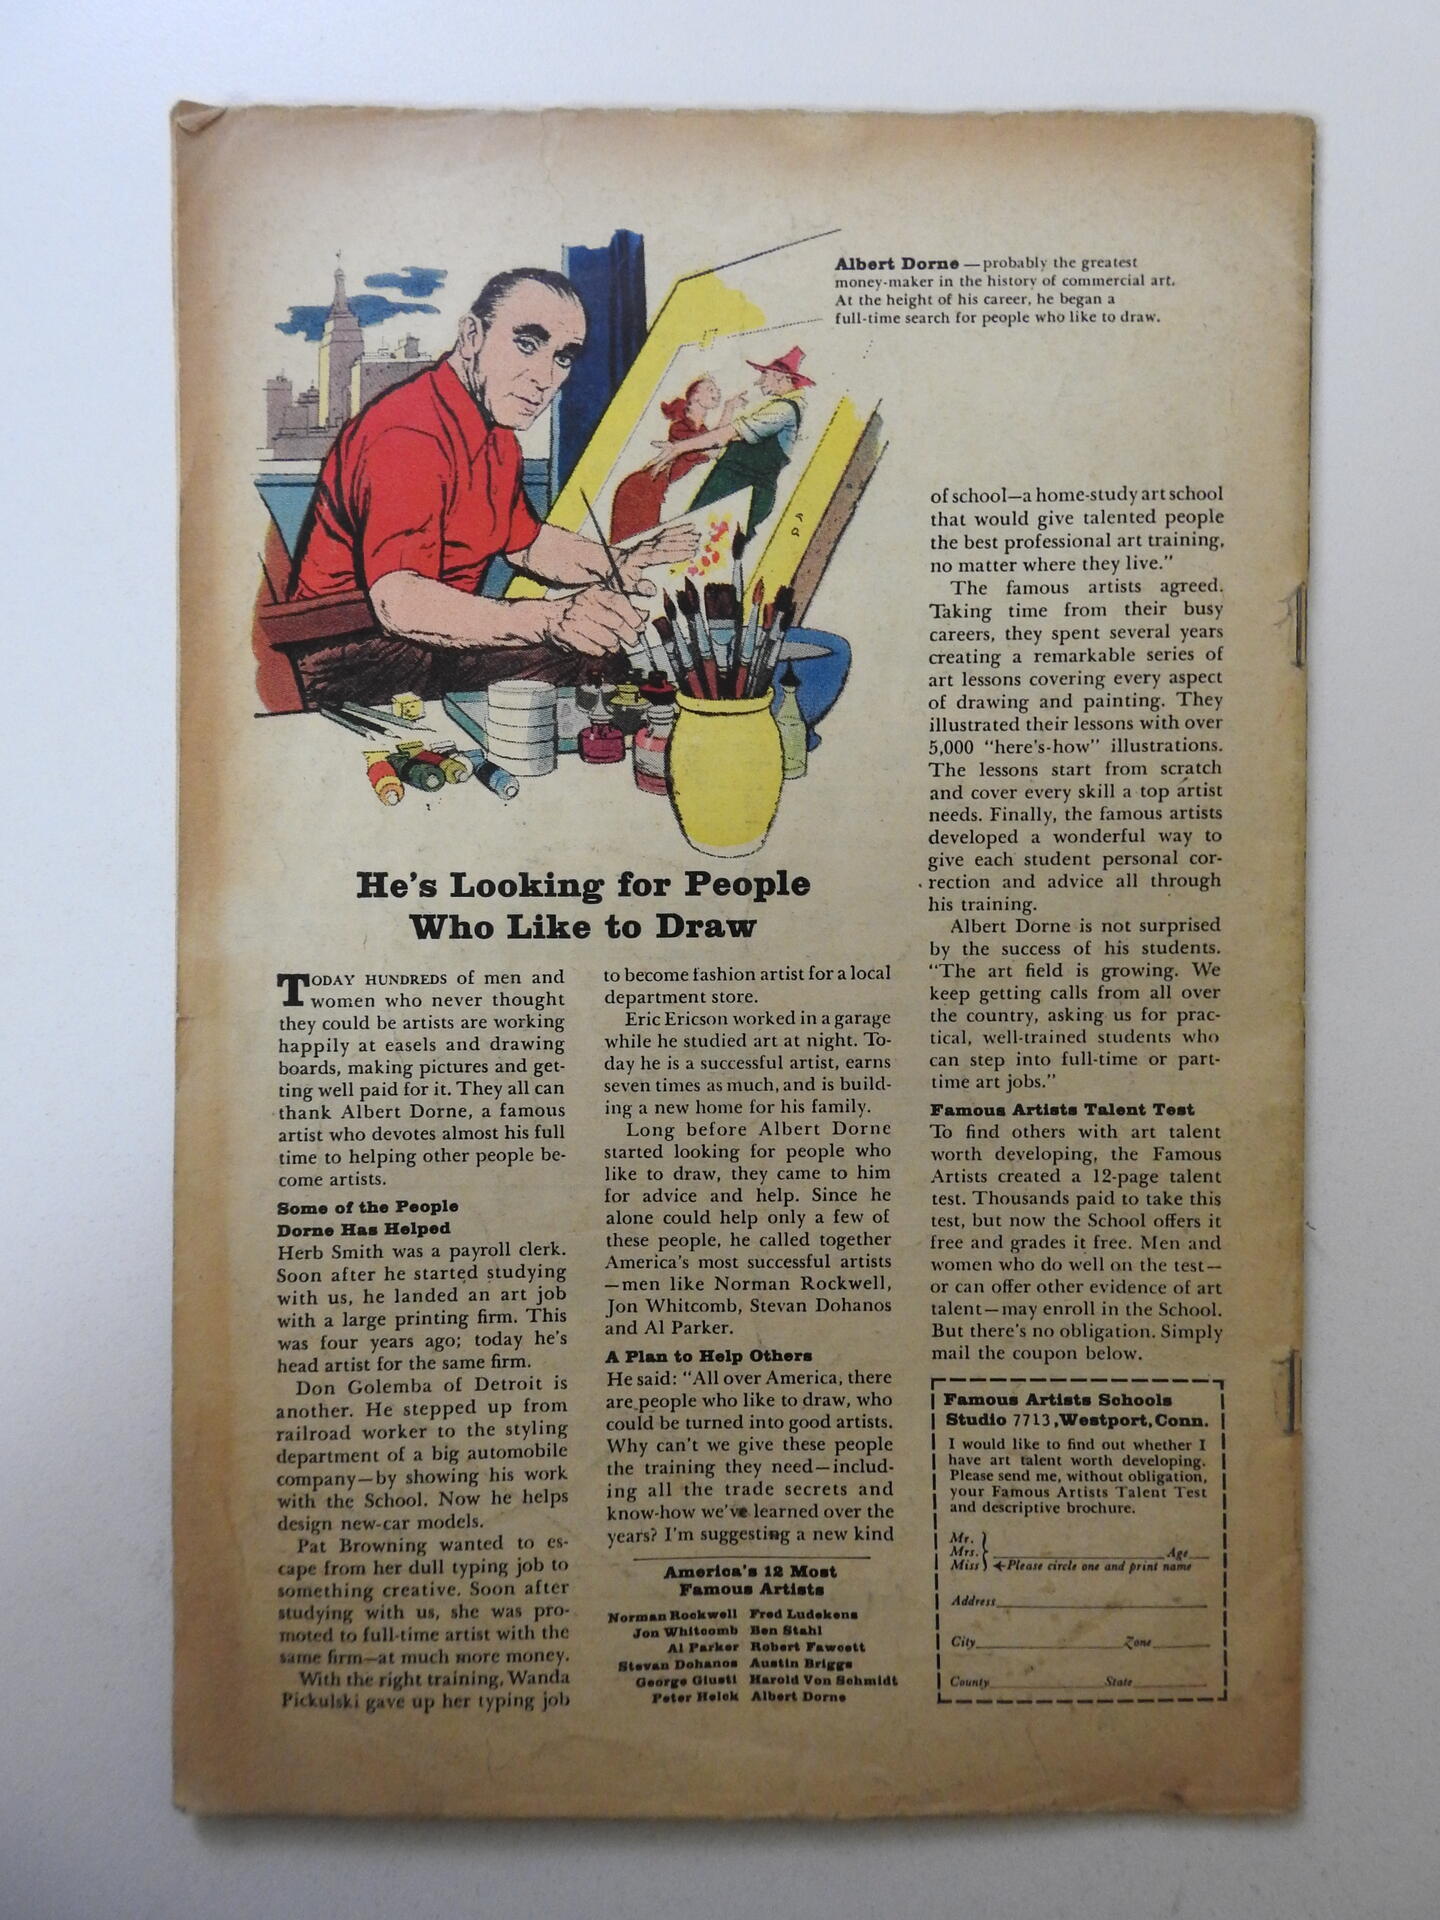 Albert Dorne — probably the greatest
money-maker in the history of commercial art.
At the height of his career, he began a
full-time search for people who like to draw.
He's Looking for People
Who Like to Draw
TODAY HUNDREDS of men and
women who never thought
they could be artists are working
happily at easels and drawing
boards, making pictures and get-
ting well paid for it. They all can
thank Albert Dorne, a famous
artist who devotes almost his full
time to helping other people be-
come artists.
Some of the People
Dorne Has Helped
Herb Smith was a payroll clerk.
Soon after he started studying
with us, he landed an art job
with a large printing firm. This
was four years ago; today he's
head artist for the same firm.
Don Golemba of Detroit is
another. He stepped up from
railroad worker to the styling
department of a big automobile
company—by showing his work
with the School. Now he helps
design new-car models.
Pat Browning wanted to es-
cape from her dull typing job to
something creative. Soon after
studying with us, she was pro-
moted to full-time artist with the
same firm—at much more money.
With the right training, Wanda
Pickulski gave up her typing job
to become fashion artist for a local
department store.
Eric Ericson worked in a garage
while he studied art at night. To-
day he is a successful artist, earns
seven times as much, and is build-
ing a new home for his family.
Long before Albert Dorne
started looking for people who
like to draw, they came to him
for advice and help. Since he
alone could help only a few of
these people, he called together
America's most successful artists
—men like Norman Rockwell,
Jon Whitcomb, Stevan Dohanos
and Al Parker.
A Plan to Help Others
He said: "All over America, there
are people who like to draw, who
could be turned into good artists.
Why can't we give these people
the training they need—includ-
ing all the trade secrets and
know-how we've learned over the
years? I'm suggesting a new kind
America's 12 Most
Famous Artists
Norman Rockwell Fred Ludekens
Jon Whitcomb Ben Stahl
Al Parker Robert Fawcett
Stevan Dohanos Austin Briggs
George Giusti Harold Von Schmidt
Peter Helck Albert Dorne
of school—a home-study art school
that would give talented people
the best professional art training,
no matter where they live."
The famous artists agreed.
Taking time from their busy
careers, they spent several years
creating a remarkable series of
art lessons covering every aspect
of drawing and painting. They
illustrated their lessons with over
5,000 "here's-how" illustrations.
The lessons start from scratch
and cover every skill a top artist
needs. Finally, the famous artists
developed a wonderful way to
give each student personal cor-
rection and advice all through
his training.
Albert Dorne is not surprised
by the success of his students.
"The art field is growing. We
keep getting calls from all over
the country, asking us for prac-
tical, well-trained students who
can step into full-time or part-
time art jobs."
Famous Artists Talent Test
To find others with art talent
worth developing, the Famous
Artists created a 12-page talent
test. Thousands paid to take this
test, but now the School offers it
free and grades it free. Men and
women who do well on the test—
or can offer other evidence of art
talent—may enroll in the School.
But there's no obligation. Simply
mail the coupon below.
Famous Artists Schools
Studio 7713, Westport, Conn.
I would like to find out whether I
have art talent worth developing.
Please send me, without obligation,
your Famous Artists Talent Test
and descriptive brochure.
Mr.
Mrs. Age
Miss ←Please circle one and print name
Address
City Zone
County State